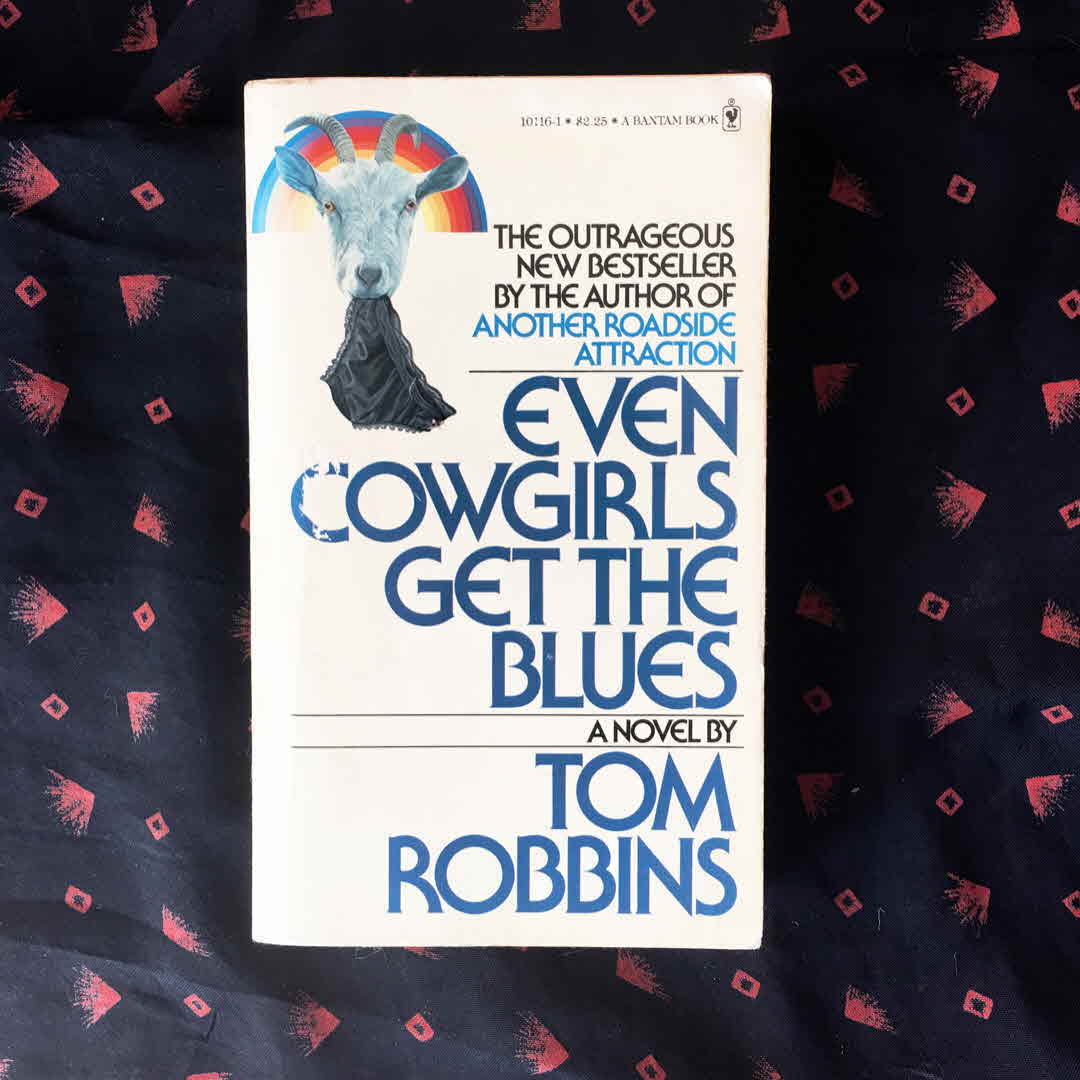 10116-1 * $2.25 * A BANTAM BOOK ®
THE OUTRAGEOUS
NEW BESTSELLER
BY THE AUTHOR OF
ANOTHER ROADSIDE
ATTRACTION
EVEN
COWGIRLS
GET THE
BLUES
A NOVEL BY
TOM
ROBBINS